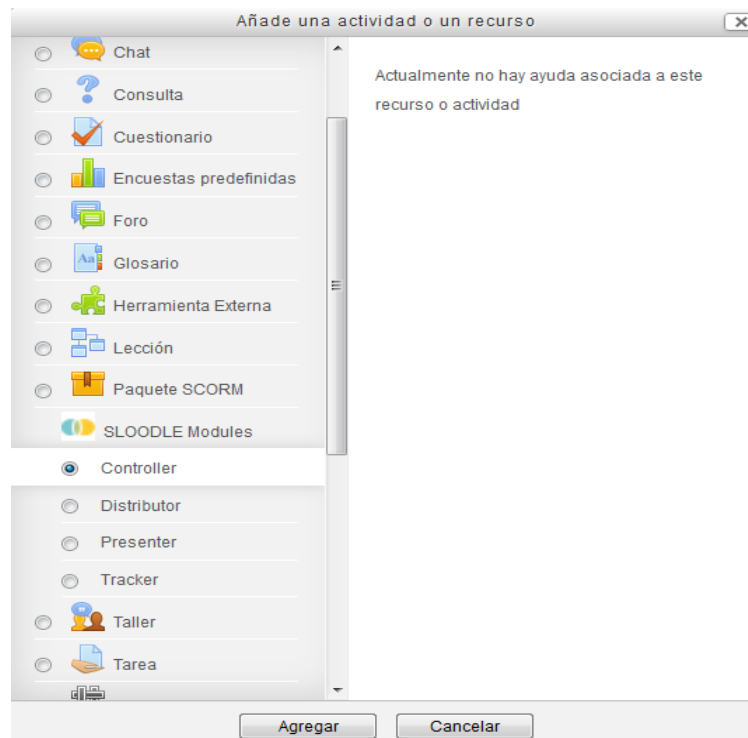 Añade una actividad o un recurso
Chat
Consulta
Cuestionario
Encuestas predefinidas
Foro
Aa
Glosario
Herramienta Externa
Lección
Paquete SCORM
SLOODLE Modules
Controller
Distributor
Presenter
Tracker
Taller
Tarea
Actualmente no hay ayuda asociada a este
recurso o actividad
Agregar
Cancelar